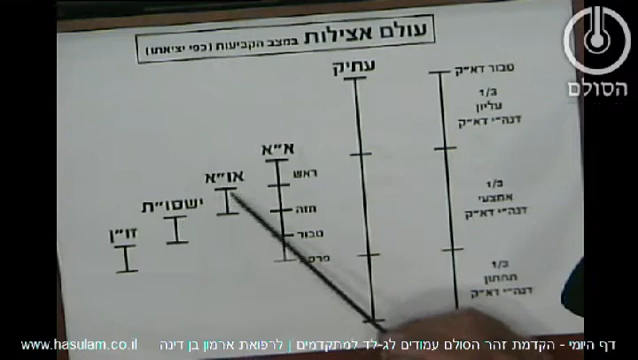 עולם אצילות במצב הקביעות (כפי יציאתו)
הסולם
טבור דא"ק
1/3
עליון
דנה"י דא"ק
1/3
אמצעי
דנה"י דא"ק
1/3
תחתון
דנה"י דא"ק
עתיק
א"א
ראש
חזה
טבור
או"א
ישסו"ת
זו"ן
דף היומי - הקדמת זהר הסולם עמודים לג-לד למתקדמים | לרפואת ארמון בן דינה
www.hasulam.co.il